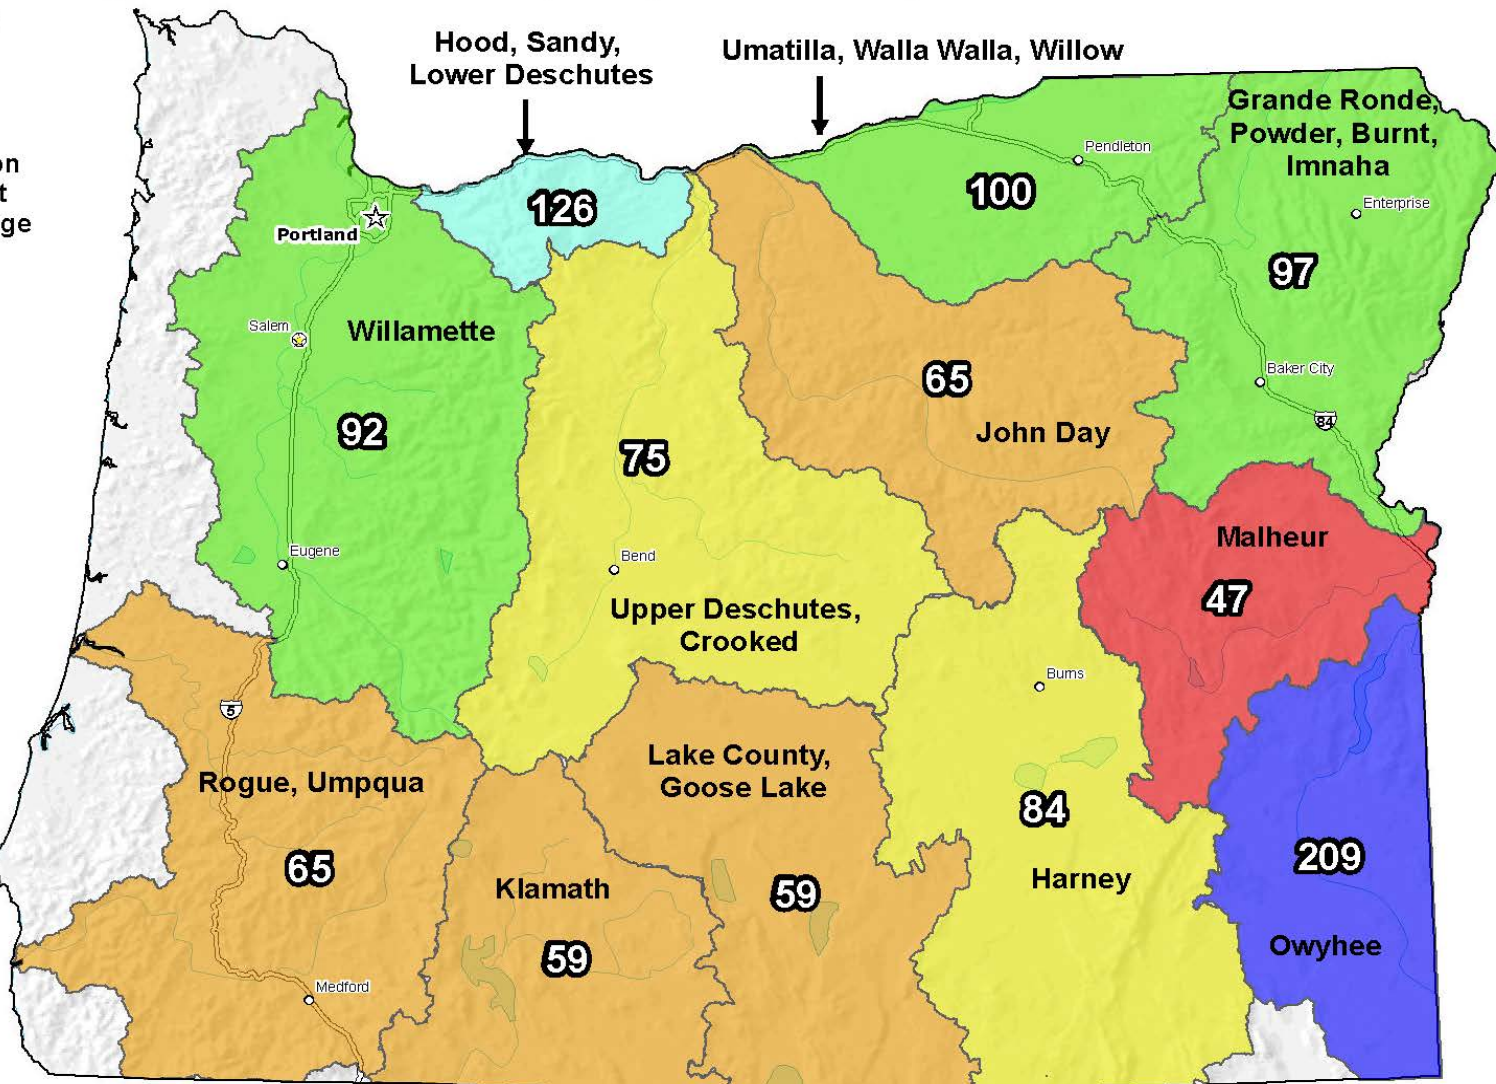 Hood, Sandy,
Lower Deschutes
Umatilla, Walla Walla, Willow
Grande Ronde,
Powder, Burnt,
Imnaha
on
t
ge
Pendleton
Enterprise
126
100
97
Portland
Salem
Willamette
92
75
65
John Day
Baker City
84
Eugene
Bend
Upper Deschutes,
Crooked
Malheur
47
Burns
5
Rogue, Umpqua
65
Lake County,
Goose Lake
59
Klamath
59
84
Harney
209
Owyhee
Medford